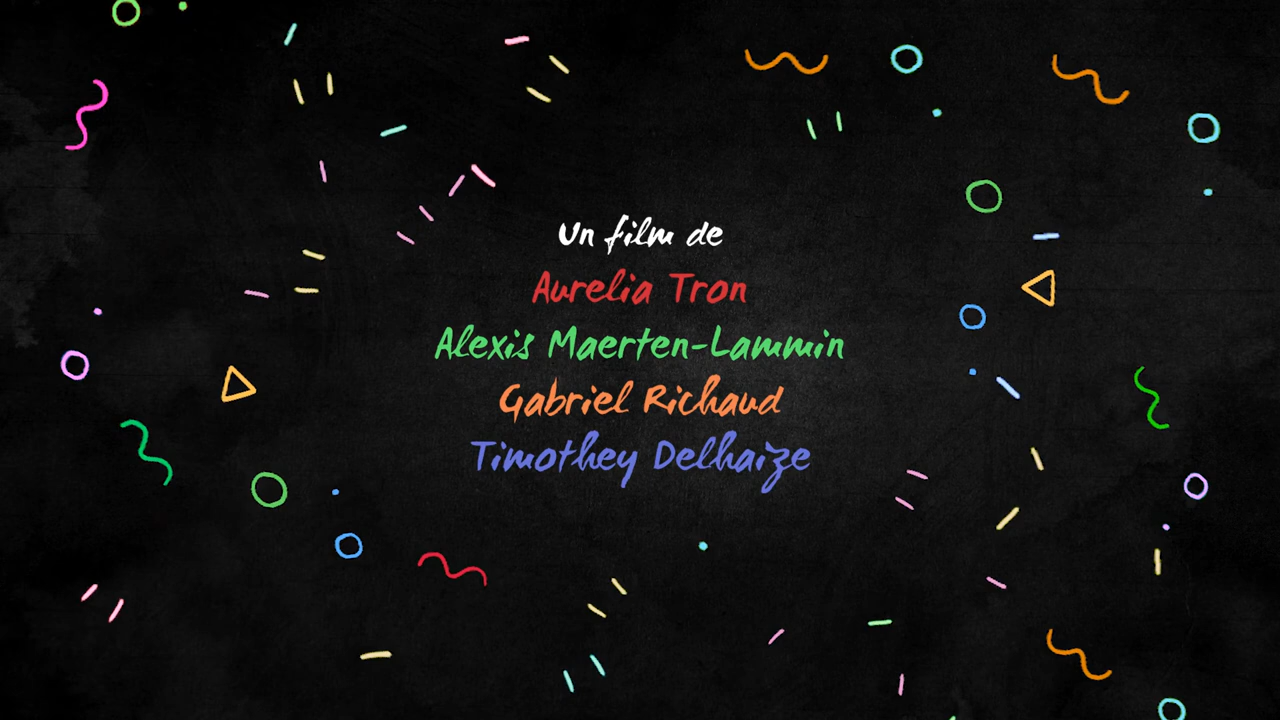 Un film de
Aurelia Tron
Alexis Maerten-Lammin
Gabriel Richaud
Timothey Delhaize